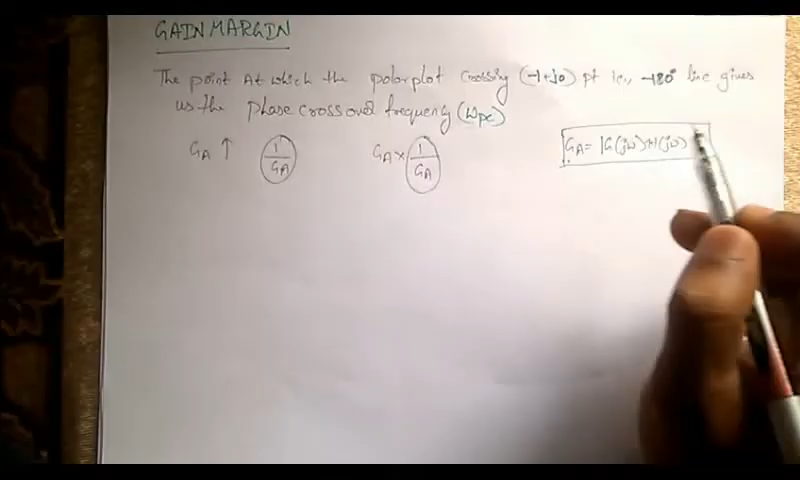 GAIN MARGIN
The point At which the polarplot Crossing (-1+j0) pt ie., -180° line gives
us the Phase Cross over frequency (ωpc)
GA ↑ 1/GA GA × 1/GA GA = |G(jω)H(jω)